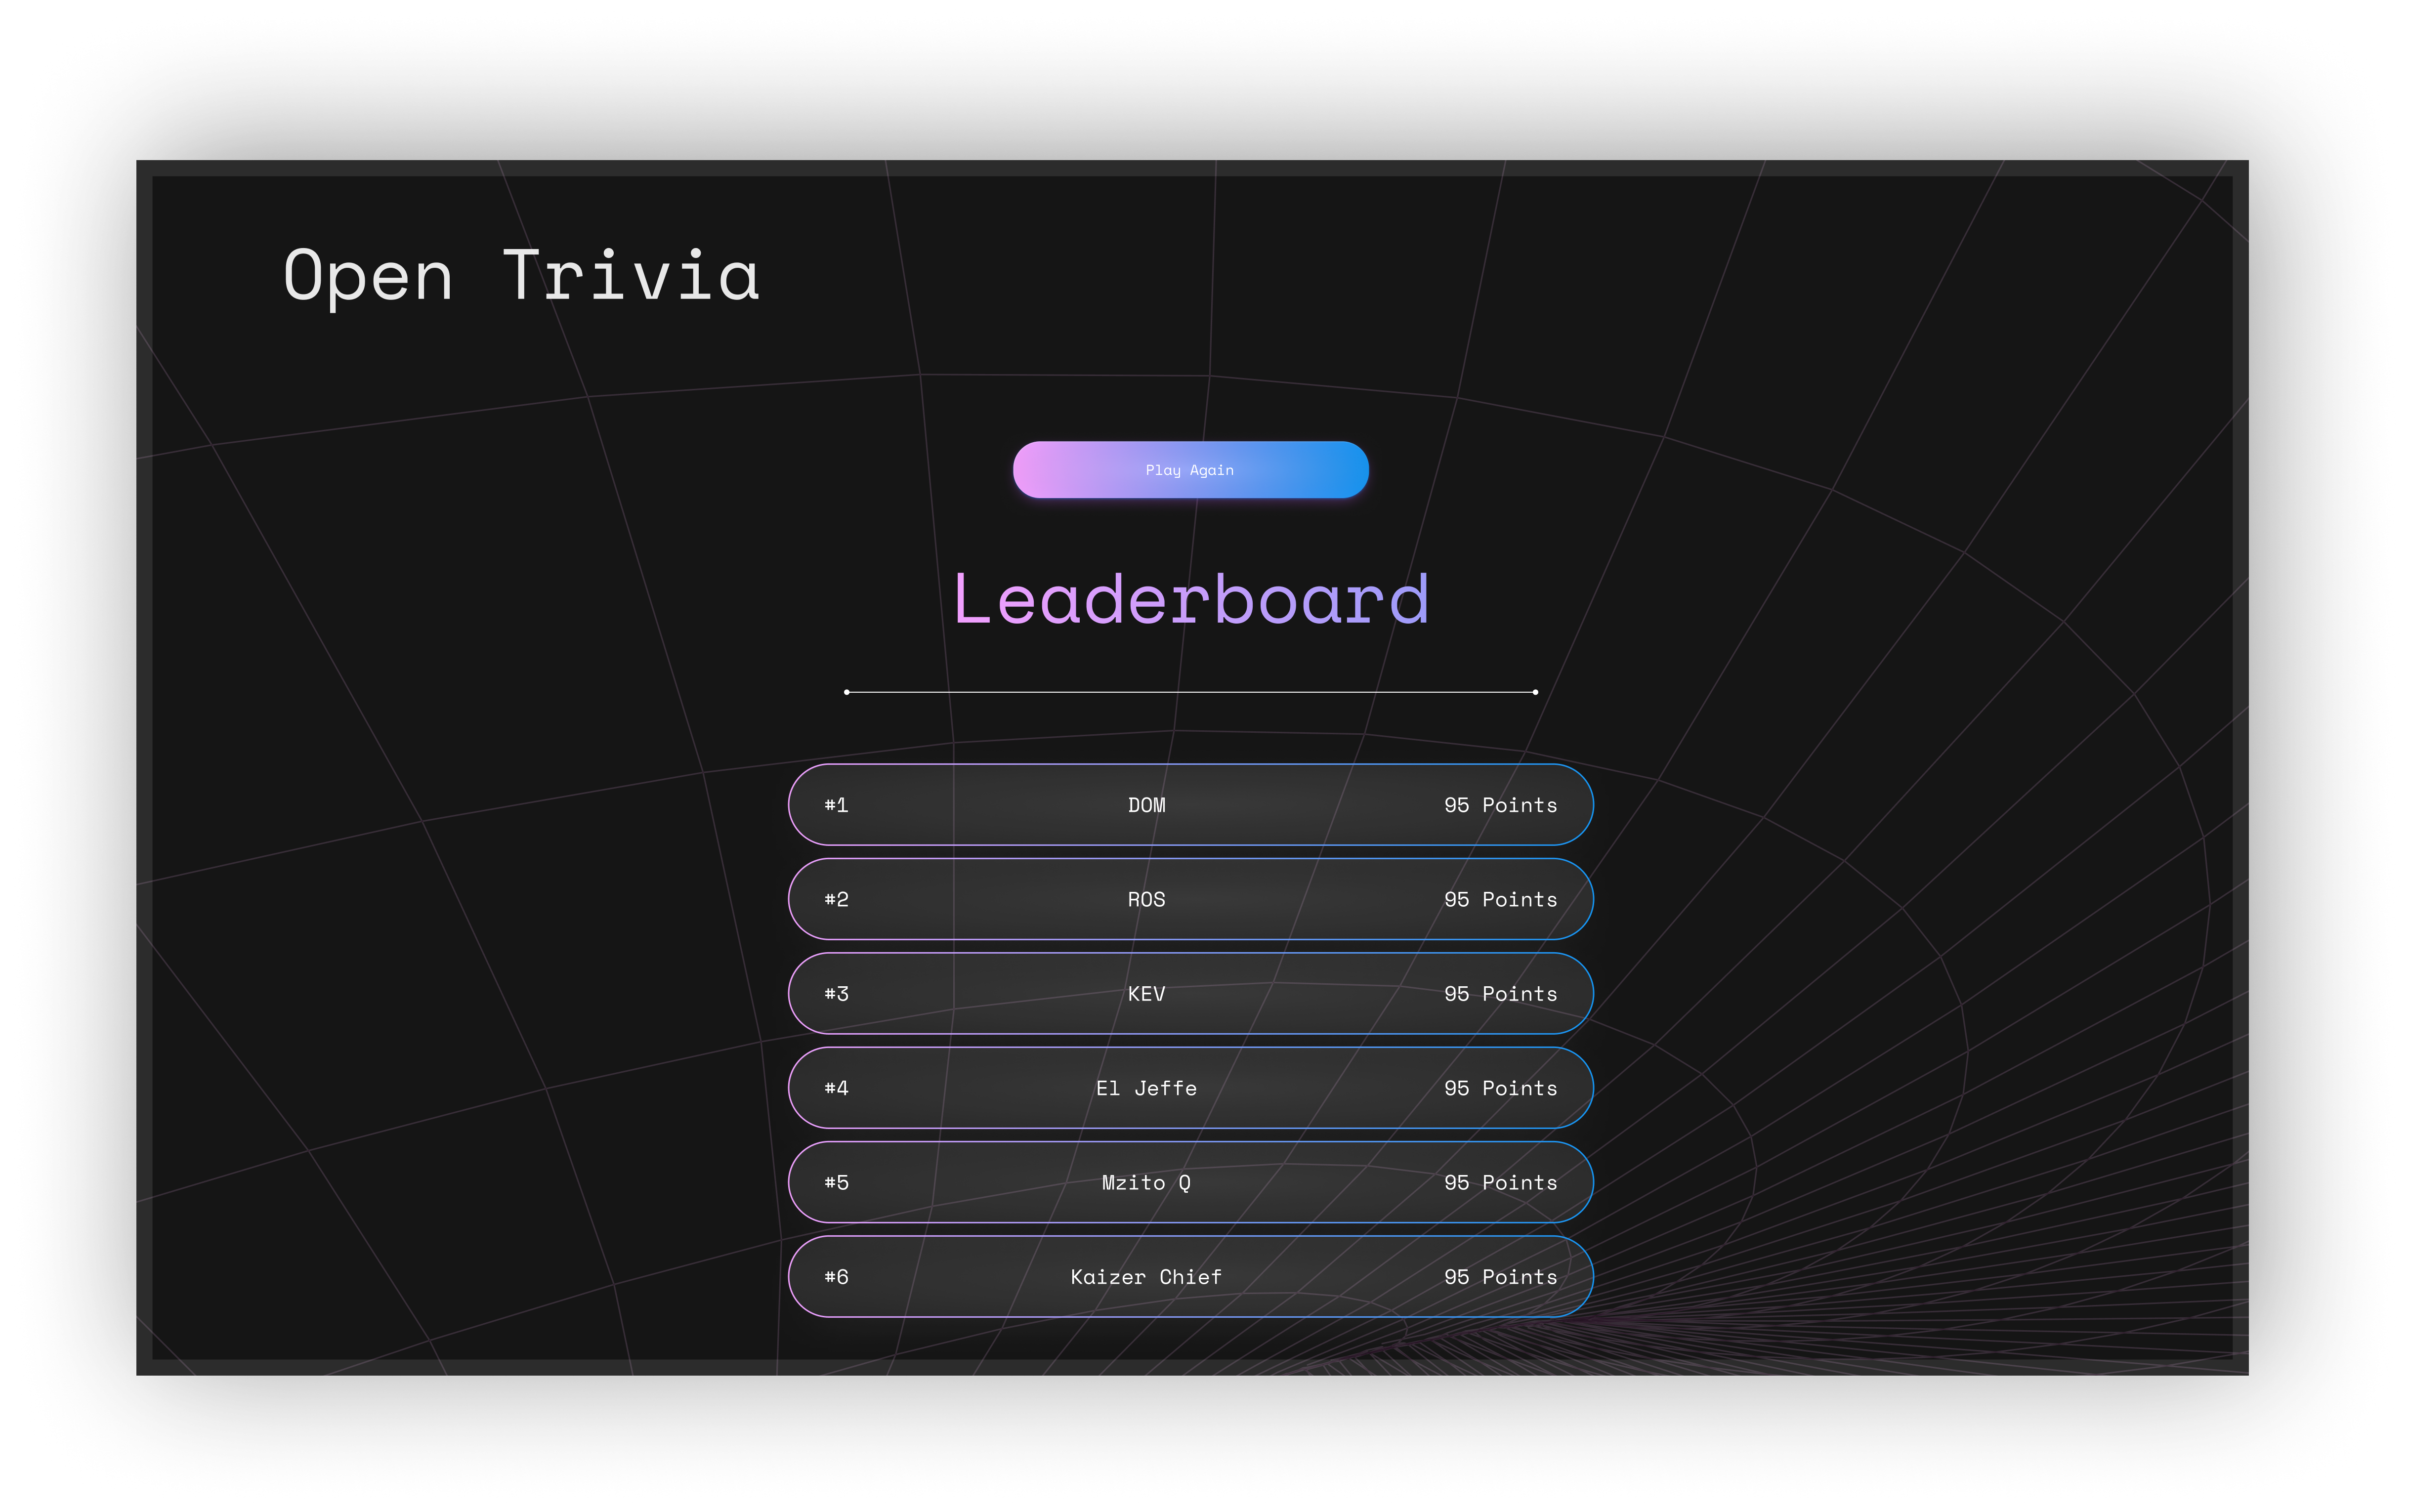 Open Trivia
Play Again
Leaderboard
#1 DOM 95 Points
#2 ROS 95 Points
#3 KEV 95 Points
#4 El Jeffe 95 Points
#5 Mzito Q 95 Points
#6 Kaizer Chief 95 Points